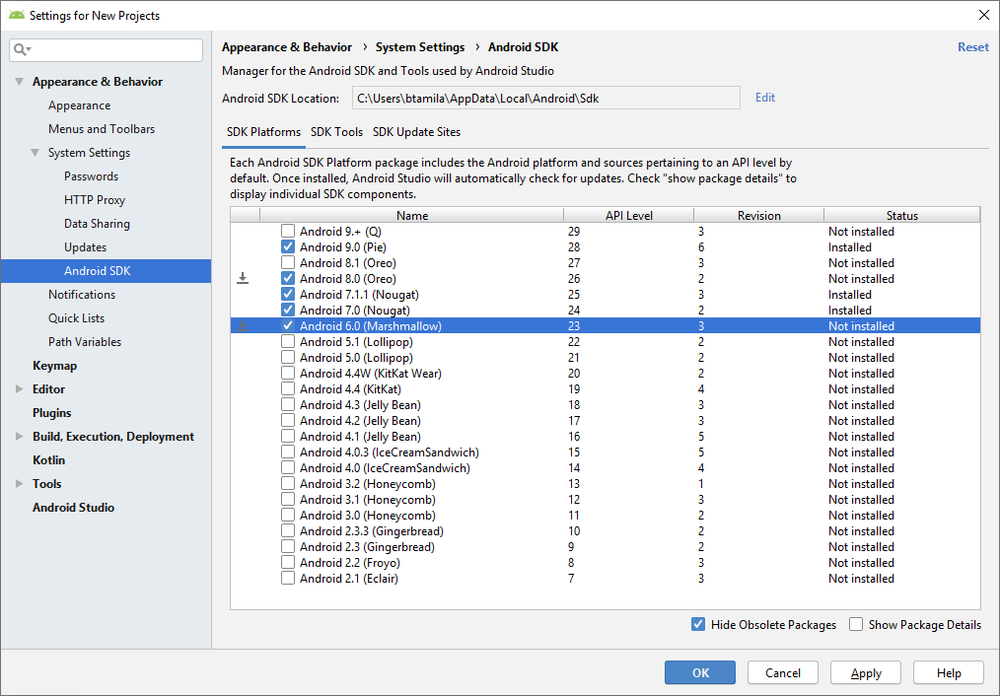 Settings for New Projects
Appearance & Behavior
Appearance
Menus and Toolbars
System Settings
Passwords
HTTP Proxy
Data Sharing
Updates
Android SDK
Notifications
Quick Lists
Path Variables
Keymap
Editor
Plugins
Build, Execution, Deployment
Kotlin
Tools
Android Studio
Appearance & Behavior › System Settings › Android SDK Reset
Manager for the Android SDK and Tools used by Android Studio
Android SDK Location: C:\Users\btamila\AppData\Local\Android\Sdk Edit
SDK Platforms SDK Tools SDK Update Sites
Each Android SDK Platform package includes the Android platform and sources pertaining to an API level by
default. Once installed, Android Studio will automatically check for updates. Check "show package details" to
display individual SDK components.
Name API Level Revision Status
Android 9.+ (Q) 29 3 Not installed
Android 9.0 (Pie) 28 6 Installed
Android 8.1 (Oreo) 27 3 Not installed
Android 8.0 (Oreo) 26 2 Not installed
Android 7.1.1 (Nougat) 25 3 Installed
Android 7.0 (Nougat) 24 2 Installed
Android 6.0 (Marshmallow) 23 3 Not installed
Android 5.1 (Lollipop) 22 2 Not installed
Android 5.0 (Lollipop) 21 2 Not installed
Android 4.4W (KitKat Wear) 20 2 Not installed
Android 4.4 (KitKat) 19 4 Not installed
Android 4.3 (Jelly Bean) 18 3 Not installed
Android 4.2 (Jelly Bean) 17 3 Not installed
Android 4.1 (Jelly Bean) 16 5 Not installed
Android 4.0.3 (IceCreamSandwich) 15 5 Not installed
Android 4.0 (IceCreamSandwich) 14 4 Not installed
Android 3.2 (Honeycomb) 13 1 Not installed
Android 3.1 (Honeycomb) 12 3 Not installed
Android 3.0 (Honeycomb) 11 2 Not installed
Android 2.3.3 (Gingerbread) 10 2 Not installed
Android 2.3 (Gingerbread) 9 2 Not installed
Android 2.2 (Froyo) 8 3 Not installed
Android 2.1 (Eclair) 7 3 Not installed
Hide Obsolete Packages Show Package Details
OK Cancel Apply Help